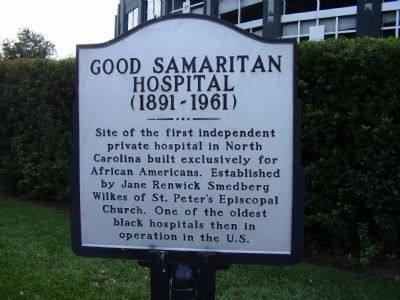 GOOD SAMARITAN
HOSPITAL
(1891-1961)
Site of the first independent
private hospital in North
Carolina built exclusively for
African Americans. Established
by Jane Renwick Smedberg
Wilkes of St. Peter's Episcopal
Church. One of the oldest
black hospitals then in
operation in the U.S.